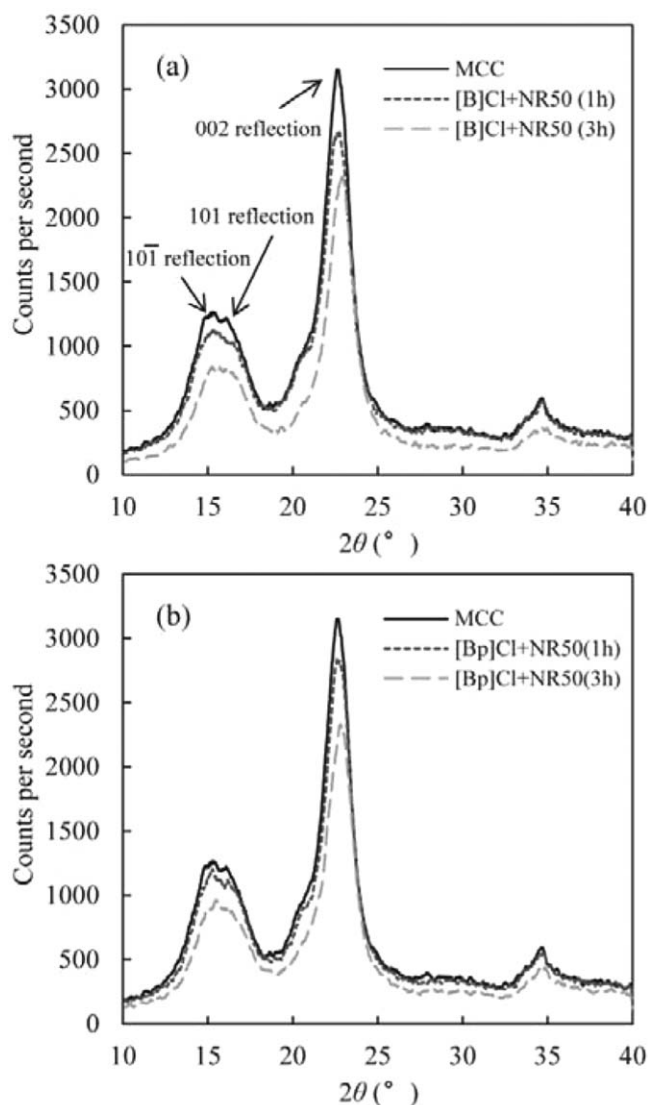 3500
3000
2500
2000
1500
1000
500
0
Counts per second
(a)
MCC
[B]Cl+NR50 (1h)
[B]Cl+NR50 (3h)
002 reflection
101 reflection
101̅ reflection
10 15 20 25 30 35 40
2θ (° )
3500
3000
2500
2000
1500
1000
500
0
Counts per second
(b)
MCC
[Bp]Cl+NR50(1h)
[Bp]Cl+NR50(3h)
10 15 20 25 30 35 40
2θ (° )